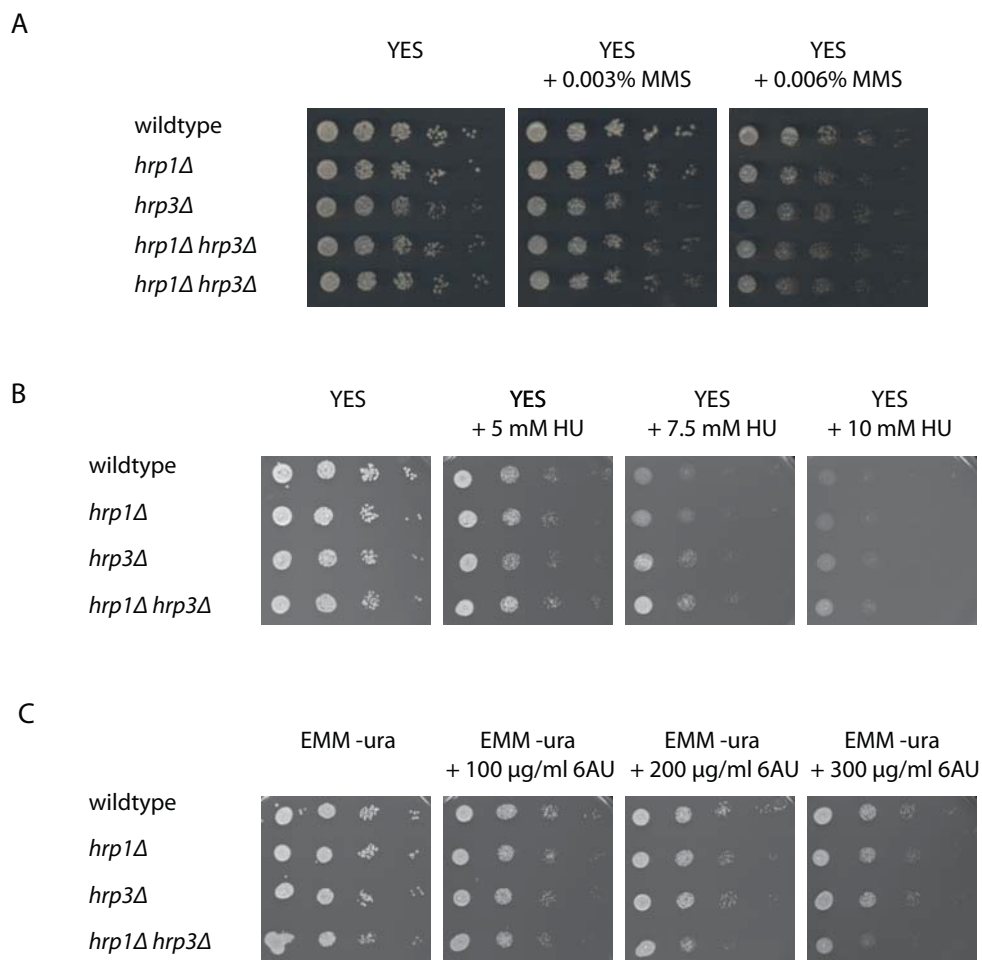 A
YES
YES
+ 0.003% MMS
YES
+ 0.006% MMS
wildtype
hrp1Δ
hrp3Δ
hrp1Δ hrp3Δ
hrp1Δ hrp3Δ
B
YES
YES
+ 5 mM HU
YES
+ 7.5 mM HU
YES
+ 10 mM HU
wildtype
hrp1Δ
hrp3Δ
hrp1Δ hrp3Δ
C
EMM -ura
EMM -ura
+ 100 µg/ml 6AU
EMM -ura
+ 200 µg/ml 6AU
EMM -ura
+ 300 µg/ml 6AU
wildtype
hrp1Δ
hrp3Δ
hrp1Δ hrp3Δ